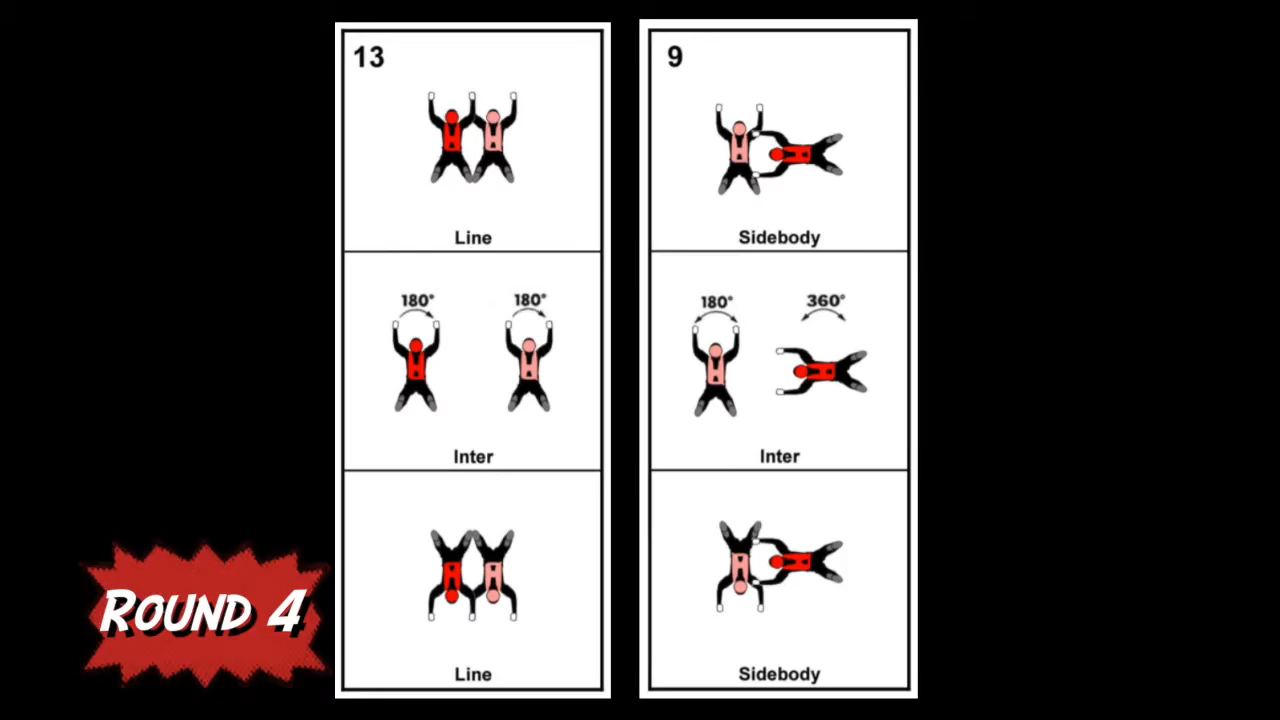 13
Line
180° 180°
Inter
Line
9
Sidebody
180° 360°
Inter
Sidebody
ROUND 4